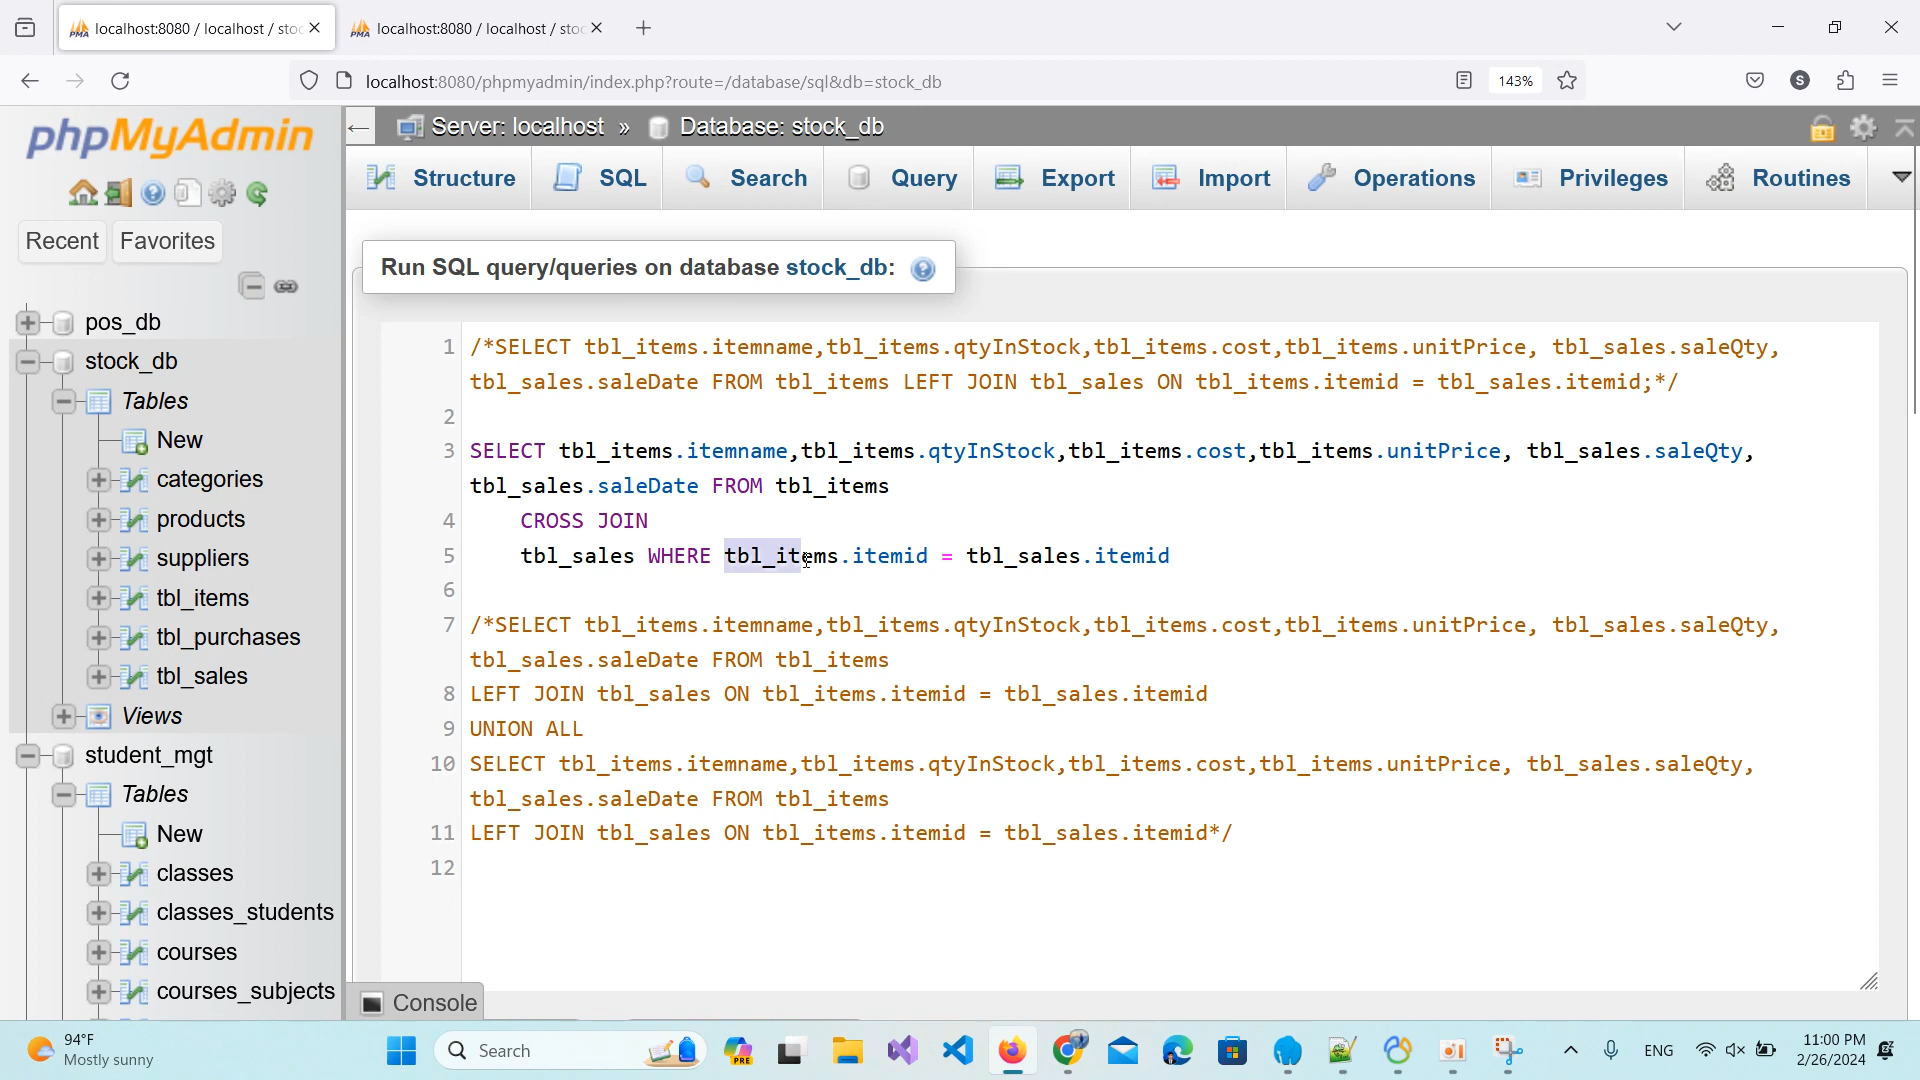 localhost:8080 / localhost / stoc
localhost:8080 / localhost / stoc
localhost:8080/phpmyadmin/index.php?route=/database/sql&db=stock_db
143%
S
phpMyAdmin
Recent
Favorites
pos_db
stock_db
Tables
New
categories
products
suppliers
tbl_items
tbl_purchases
tbl_sales
Views
student_mgt
Tables
New
classes
classes_students
courses
courses_subjects
Server: localhost » Database: stock_db
Structure
SQL
Search
Query
Export
Import
Operations
Privileges
Routines
Run SQL query/queries on database stock_db:
1 /*SELECT tbl_items.itemname,tbl_items.qtyInStock,tbl_items.cost,tbl_items.unitPrice, tbl_sales.saleQty,
tbl_sales.saleDate FROM tbl_items LEFT JOIN tbl_sales ON tbl_items.itemid = tbl_sales.itemid;*/
2
3 SELECT tbl_items.itemname,tbl_items.qtyInStock,tbl_items.cost,tbl_items.unitPrice, tbl_sales.saleQty,
tbl_sales.saleDate FROM tbl_items
4 CROSS JOIN
5 tbl_sales WHERE tbl_items.itemid = tbl_sales.itemid
6
7 /*SELECT tbl_items.itemname,tbl_items.qtyInStock,tbl_items.cost,tbl_items.unitPrice, tbl_sales.saleQty,
tbl_sales.saleDate FROM tbl_items
8 LEFT JOIN tbl_sales ON tbl_items.itemid = tbl_sales.itemid
9 UNION ALL
10 SELECT tbl_items.itemname,tbl_items.qtyInStock,tbl_items.cost,tbl_items.unitPrice, tbl_sales.saleQty,
tbl_sales.saleDate FROM tbl_items
11 LEFT JOIN tbl_sales ON tbl_items.itemid = tbl_sales.itemid*/
12
Console
94°F
Mostly sunny
Search
PRE
ENG
11:00 PM
2/26/2024